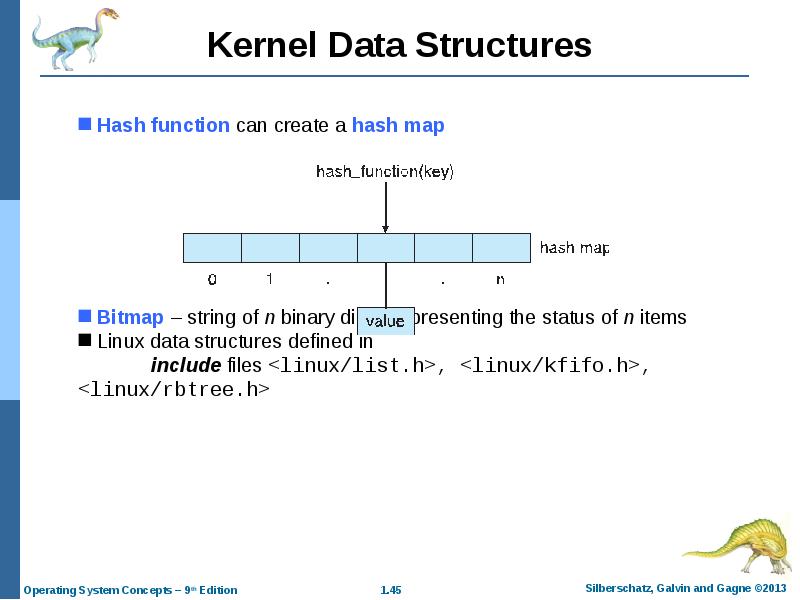 Kernel Data Structures
Hash function can create a hash map
hash_function(key)
hash map
0 1 . . n
Bitmap – string of n binary di presenting the status of n items
value
Linux data structures defined in
include files <linux/list.h>, <linux/kfifo.h>,
<linux/rbtree.h>
Operating System Concepts – 9th Edition
1.45
Silberschatz, Galvin and Gagne ©2013